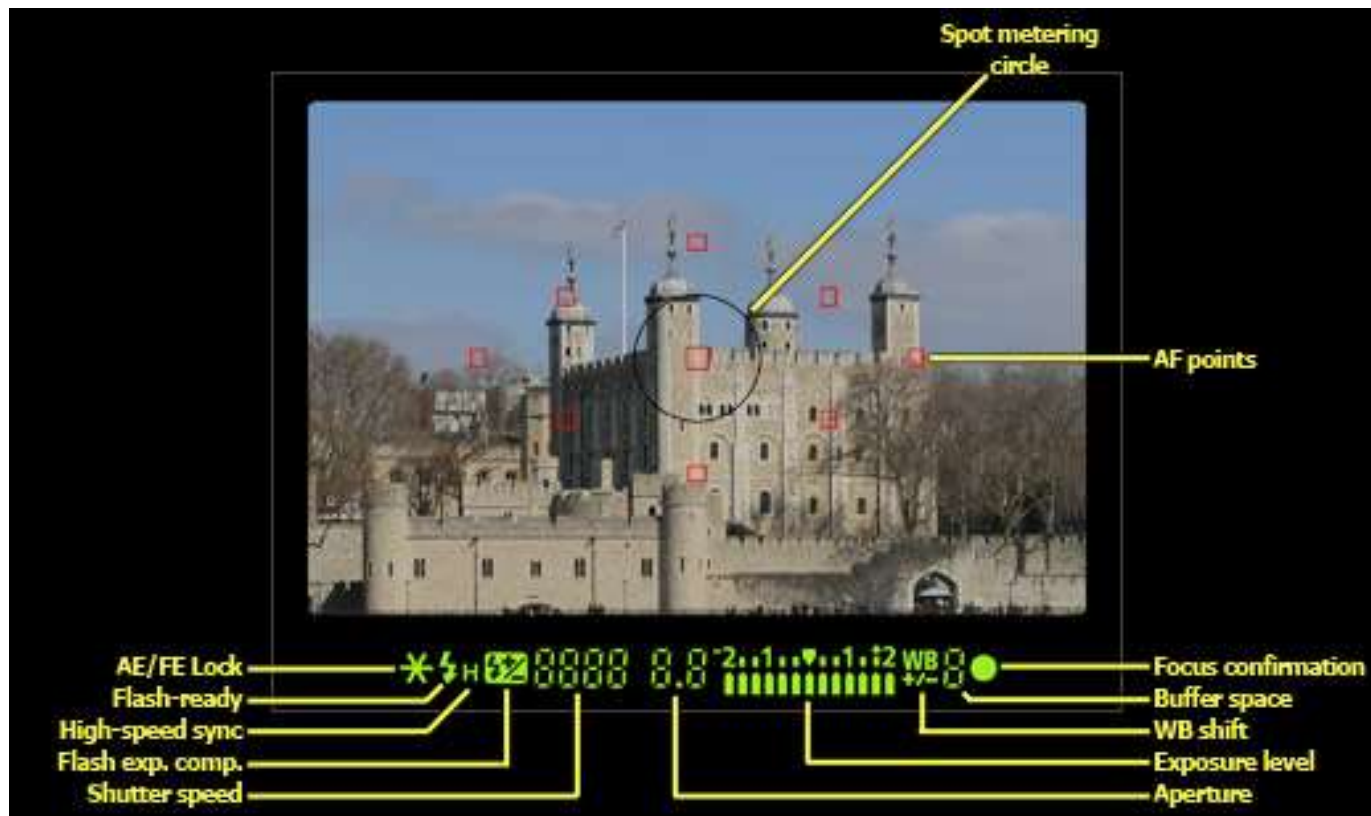 Spot metering
circle
AF points
AE/FE Lock
Flash-ready
High-speed sync
Flash exp. comp.
Shutter speed
H 8888 8.8 -2..1..▼..1..+2 WB +/- 8
Focus confirmation
Buffer space
WB shift
Exposure level
Aperture